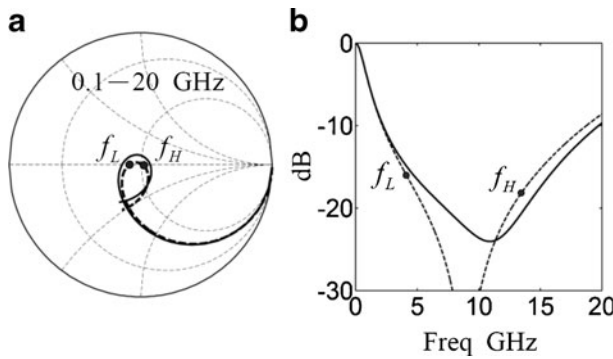 a
0.1—20 GHz
f_L f_H
b
dB
0
-10
-20
-30
f_L
f_H
0 5 10 15 20
Freq GHz